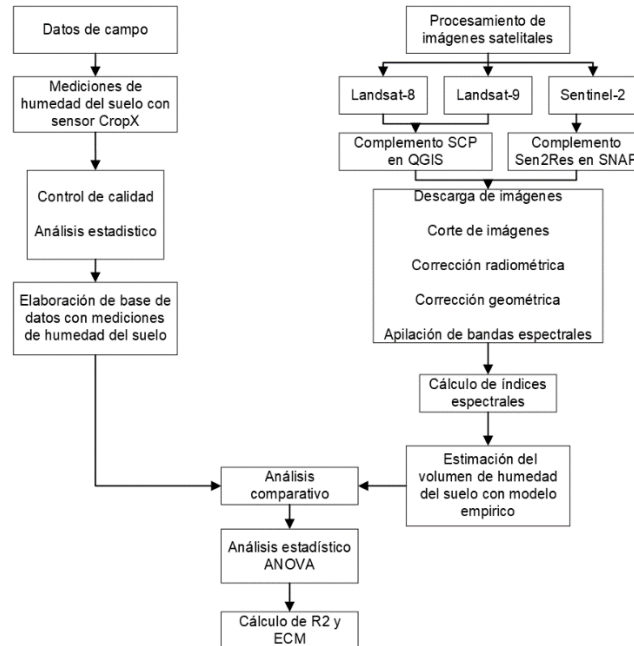 Datos de campo
Mediciones de
humedad del suelo con
sensor CropX
Control de calidad
Análisis estadistico
Elaboración de base de
datos con mediciones
de humedad del suelo
Procesamiento de
imágenes satelitales
Landsat-8
Landsat-9
Sentinel-2
Complemento SCP
en QGIS
Complemento
Sen2Res en SNAP
Descarga de imágenes
Corte de imágenes
Corrección radiométrica
Corrección geométrica
Apilación de bandas espectrales
Cálculo de índices
espectrales
Estimación del
volumen de humedad
del suelo con modelo
empirico
Análisis
comparativo
Análisis estadístico
ANOVA
Cálculo de R2 y
ECM